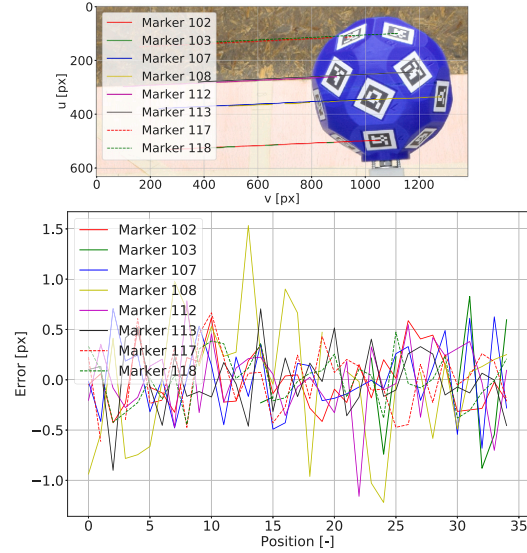 0
200
400
600
u [px]
Marker 102
Marker 103
Marker 107
Marker 108
Marker 112
Marker 113
Marker 117
Marker 118
0 200 400 600 800 1000 1200
v [px]
1.5
1.0
0.5
0.0
−0.5
−1.0
Error [px]
Marker 102
Marker 103
Marker 107
Marker 108
Marker 112
Marker 113
Marker 117
Marker 118
0 5 10 15 20 25 30 35
Position [-]